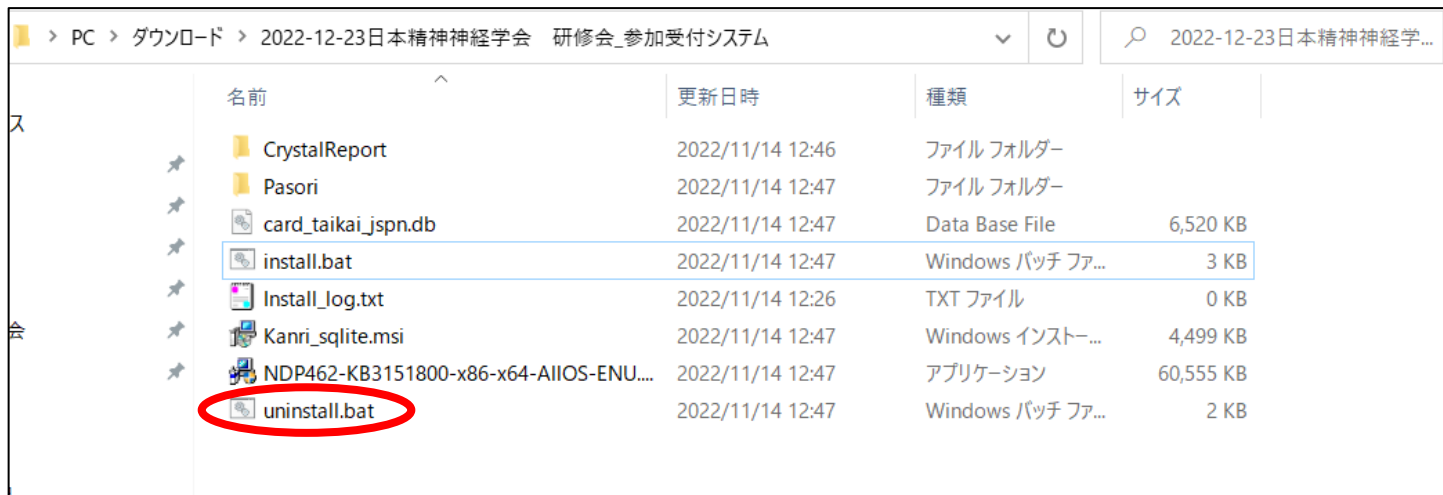 PC ダウンロード 2022-12-23日本精神神経学会　研修会_参加受付システム 2022-12-23日本精神神経学...
名前 更新日時 種類 サイズ
ス
CrystalReport 2022/11/14 12:46 ファイル フォルダー
Pasori 2022/11/14 12:47 ファイル フォルダー
card_taikai_jspn.db 2022/11/14 12:47 Data Base File 6,520 KB
install.bat 2022/11/14 12:47 Windows バッチ ファ... 3 KB
Install_log.txt 2022/11/14 12:26 TXT ファイル 0 KB
会 Kanri_sqlite.msi 2022/11/14 12:47 Windows インストー... 4,499 KB
NDP462-KB3151800-x86-x64-AllOS-ENU.... 2022/11/14 12:47 アプリケーション 60,555 KB
uninstall.bat 2022/11/14 12:47 Windows バッチ ファ... 2 KB